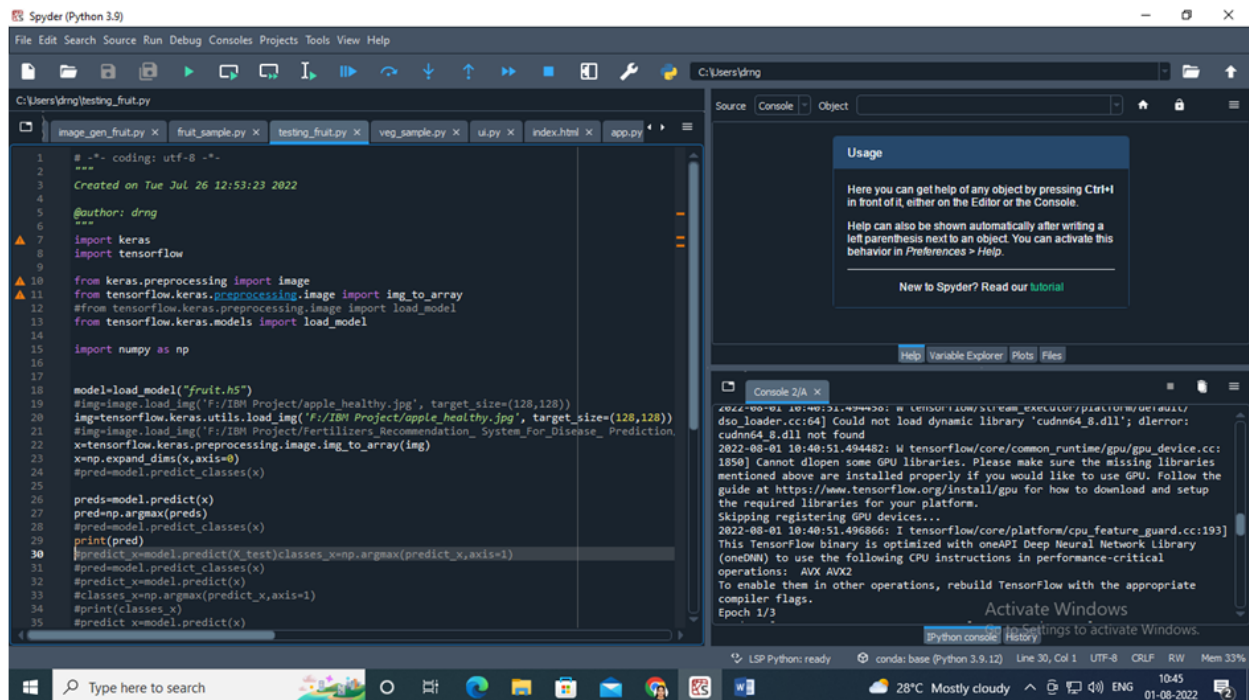 Spyder (Python 3.9)
File Edit Search Source Run Debug Consoles Projects Tools View Help
C:\Users\drng
C:\Users\drng\testing_fruit.py
image_gen_fruit.py
fruit_sample.py
testing_fruit.py
veg_sample.py
ui.py
index.html
app.py
1 # -*- coding: utf-8 -*-
2 """
3 Created on Tue Jul 26 12:53:23 2022
4
5 @author: drng
6 """
7 import keras
8 import tensorflow
9
10 from keras.preprocessing import image
11 from tensorflow.keras.preprocessing.image import img_to_array
12 #from tensorflow.keras.preprocessing.image import load_model
13 from tensorflow.keras.models import load_model
14
15 import numpy as np
16
17
18 model=load_model("fruit.h5")
19 #img=image.load_img('F:/IBM Project/apple_healthy.jpg', target_size=(128,128))
20 img=tensorflow.keras.utils.load_img('F:/IBM Project/apple_healthy.jpg', target_size=(128,128))
21 #img=image.load_img('F:/IBM Project/Fertilizers_Recommendation_ System_For_Disease_ Prediction
22 x=tensorflow.keras.preprocessing.image.img_to_array(img)
23 x=np.expand_dims(x,axis=0)
24 #pred=model.predict_classes(x)
25
26 preds=model.predict(x)
27 pred=np.argmax(preds)
28 #pred=model.predict_classes(x)
29 print(pred)
30 #predict_x=model.predict(X_test)classes_x=np.argmax(predict_x,axis=1)
31 #pred=model.predict_classes(x)
32 #predict_x=model.predict(x)
33 #classes_x=np.argmax(predict_x,axis=1)
34 #print(classes_x)
35 #predict x=model.predict(x)
Source Console Object
Usage
Here you can get help of any object by pressing Ctrl+I
in front of it, either on the Editor or the Console.
Help can also be shown automatically after writing a
left parenthesis next to an object. You can activate this
behavior in Preferences > Help.
New to Spyder? Read our tutorial
Help Variable Explorer Plots Files
Console 2/A
2022-08-01 10:40:51.494458: W tensorflow/stream_executor/platform/default/
dso_loader.cc:64] Could not load dynamic library 'cudnn64_8.dll'; dlerror:
cudnn64_8.dll not found
2022-08-01 10:40:51.494482: W tensorflow/core/common_runtime/gpu/gpu_device.cc:
1850] Cannot dlopen some GPU libraries. Please make sure the missing libraries
mentioned above are installed properly if you would like to use GPU. Follow the
guide at https://www.tensorflow.org/install/gpu for how to download and setup
the required libraries for your platform.
Skipping registering GPU devices...
2022-08-01 10:40:51.496866: I tensorflow/core/platform/cpu_feature_guard.cc:193]
This TensorFlow binary is optimized with oneAPI Deep Neural Network Library
(oneDNN) to use the following CPU instructions in performance-critical
operations:  AVX AVX2
To enable them in other operations, rebuild TensorFlow with the appropriate
compiler flags.
Epoch 1/3
Activate Windows
Go to Settings to activate Windows.
IPython console History
LSP Python: ready conda: base (Python 3.9.12) Line 30, Col 1 UTF-8 CRLF RW Mem 33%
Type here to search
28°C Mostly cloudy
ENG
10:45
01-08-2022
2